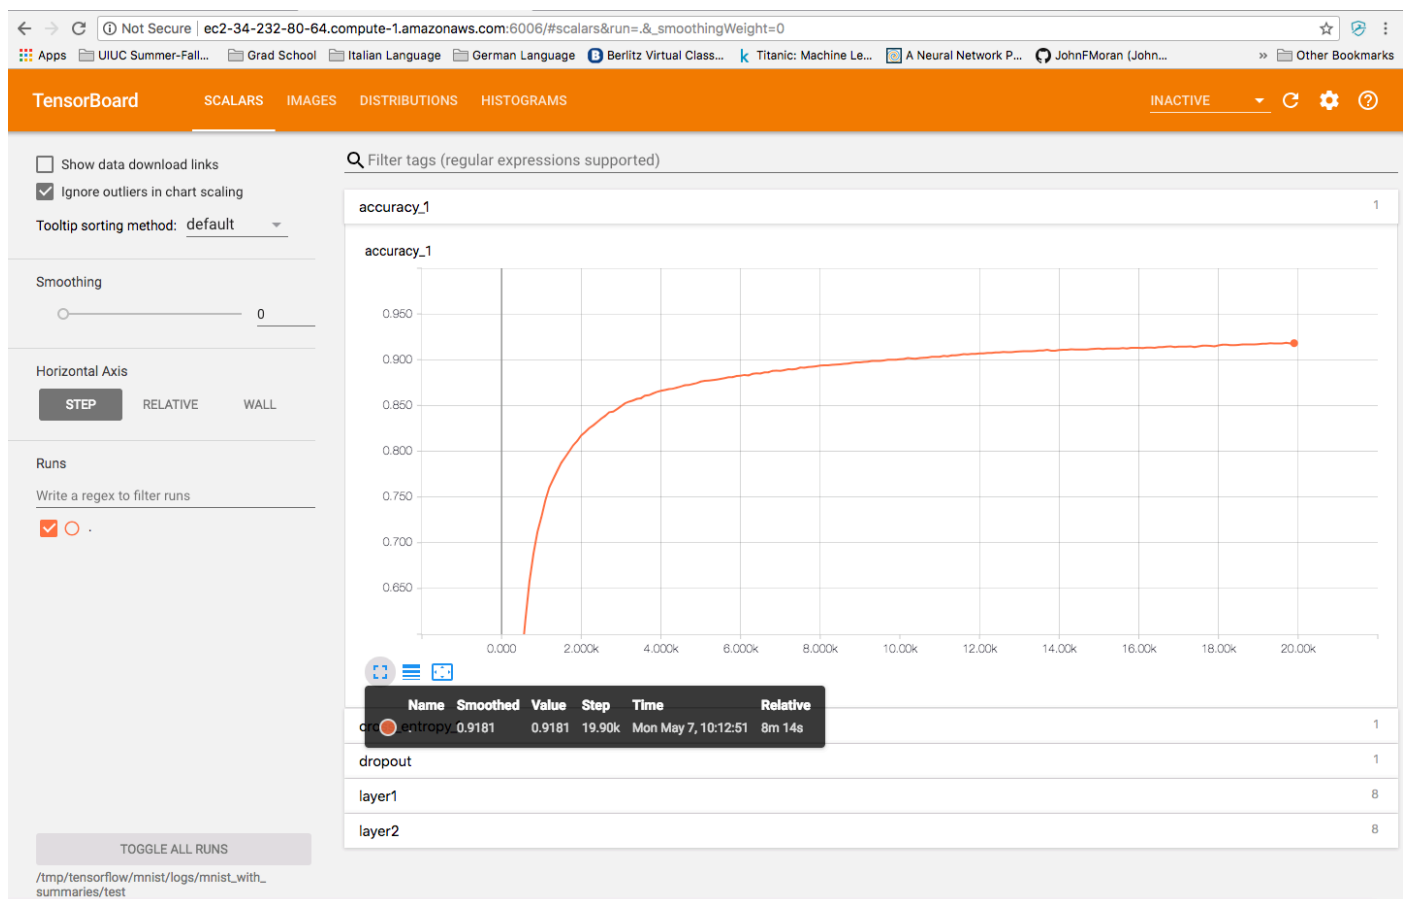 Not Secure | ec2-34-232-80-64.compute-1.amazonaws.com:6006/#scalars&run=.&_smoothingWeight=0
Apps UIUC Summer-Fall... Grad School Italian Language German Language B Berlitz Virtual Class... k Titanic: Machine Le... A Neural Network P... JohnFMoran (John... » Other Bookmarks
TensorBoard SCALARS IMAGES DISTRIBUTIONS HISTOGRAMS INACTIVE
Show data download links
Ignore outliers in chart scaling
Tooltip sorting method: default
Smoothing
0
Horizontal Axis
STEP RELATIVE WALL
Runs
Write a regex to filter runs
.
TOGGLE ALL RUNS
/tmp/tensorflow/mnist/logs/mnist_with_
summaries/test
Filter tags (regular expressions supported)
accuracy_1 1
accuracy_1
0.950
0.900
0.850
0.800
0.750
0.700
0.650
0.000 2.000k 4.000k 6.000k 8.000k 10.00k 12.00k 14.00k 16.00k 18.00k 20.00k
Name Smoothed Value Step Time Relative
. 0.9181 0.9181 19.90k Mon May 7, 10:12:51 8m 14s
1
dropout 1
layer1 8
layer2 8